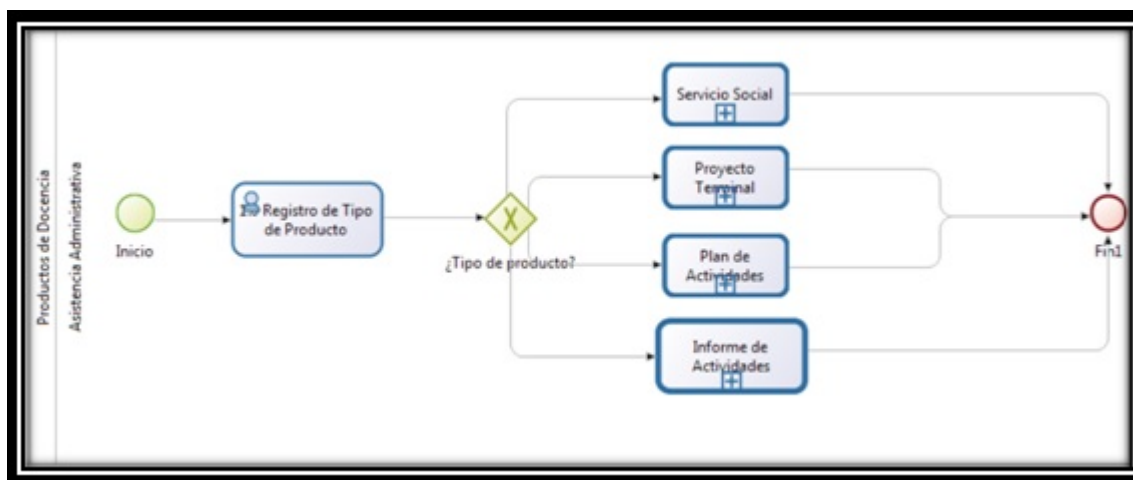 Productos de Docencia
Asistencia Administrativa
Inicio
Registro de Tipo
de Producto
¿Tipo de producto?
Servicio Social
Proyecto
Terminal
Plan de
Actividades
Informe de
Actividades
Fin1